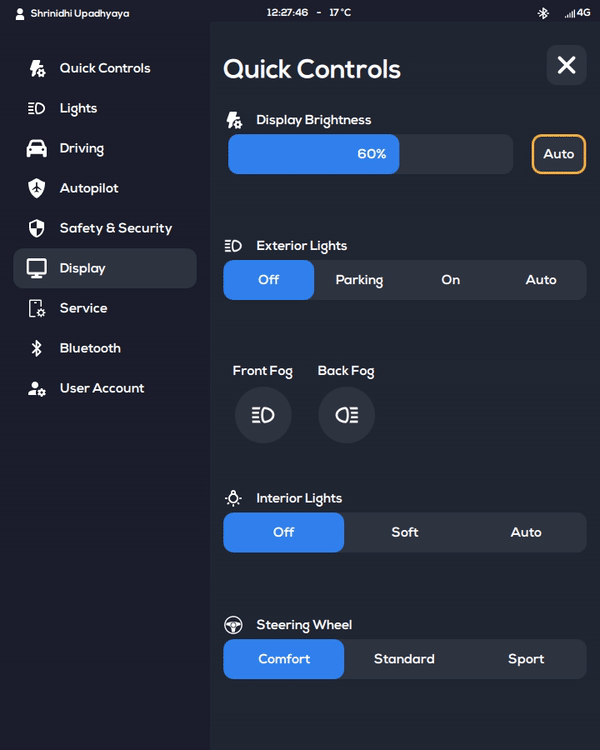 Shrinidhi Upadhyaya
12:27:46 - 17°C
4G
Quick Controls
Lights
Driving
Autopilot
Safety & Security
Display
Service
Bluetooth
User Account
Quick Controls
Display Brightness
60%
Auto
Exterior Lights
Off Parking On Auto
Front Fog Back Fog
Interior Lights
Off Soft Auto
Steering Wheel
Comfort Standard Sport